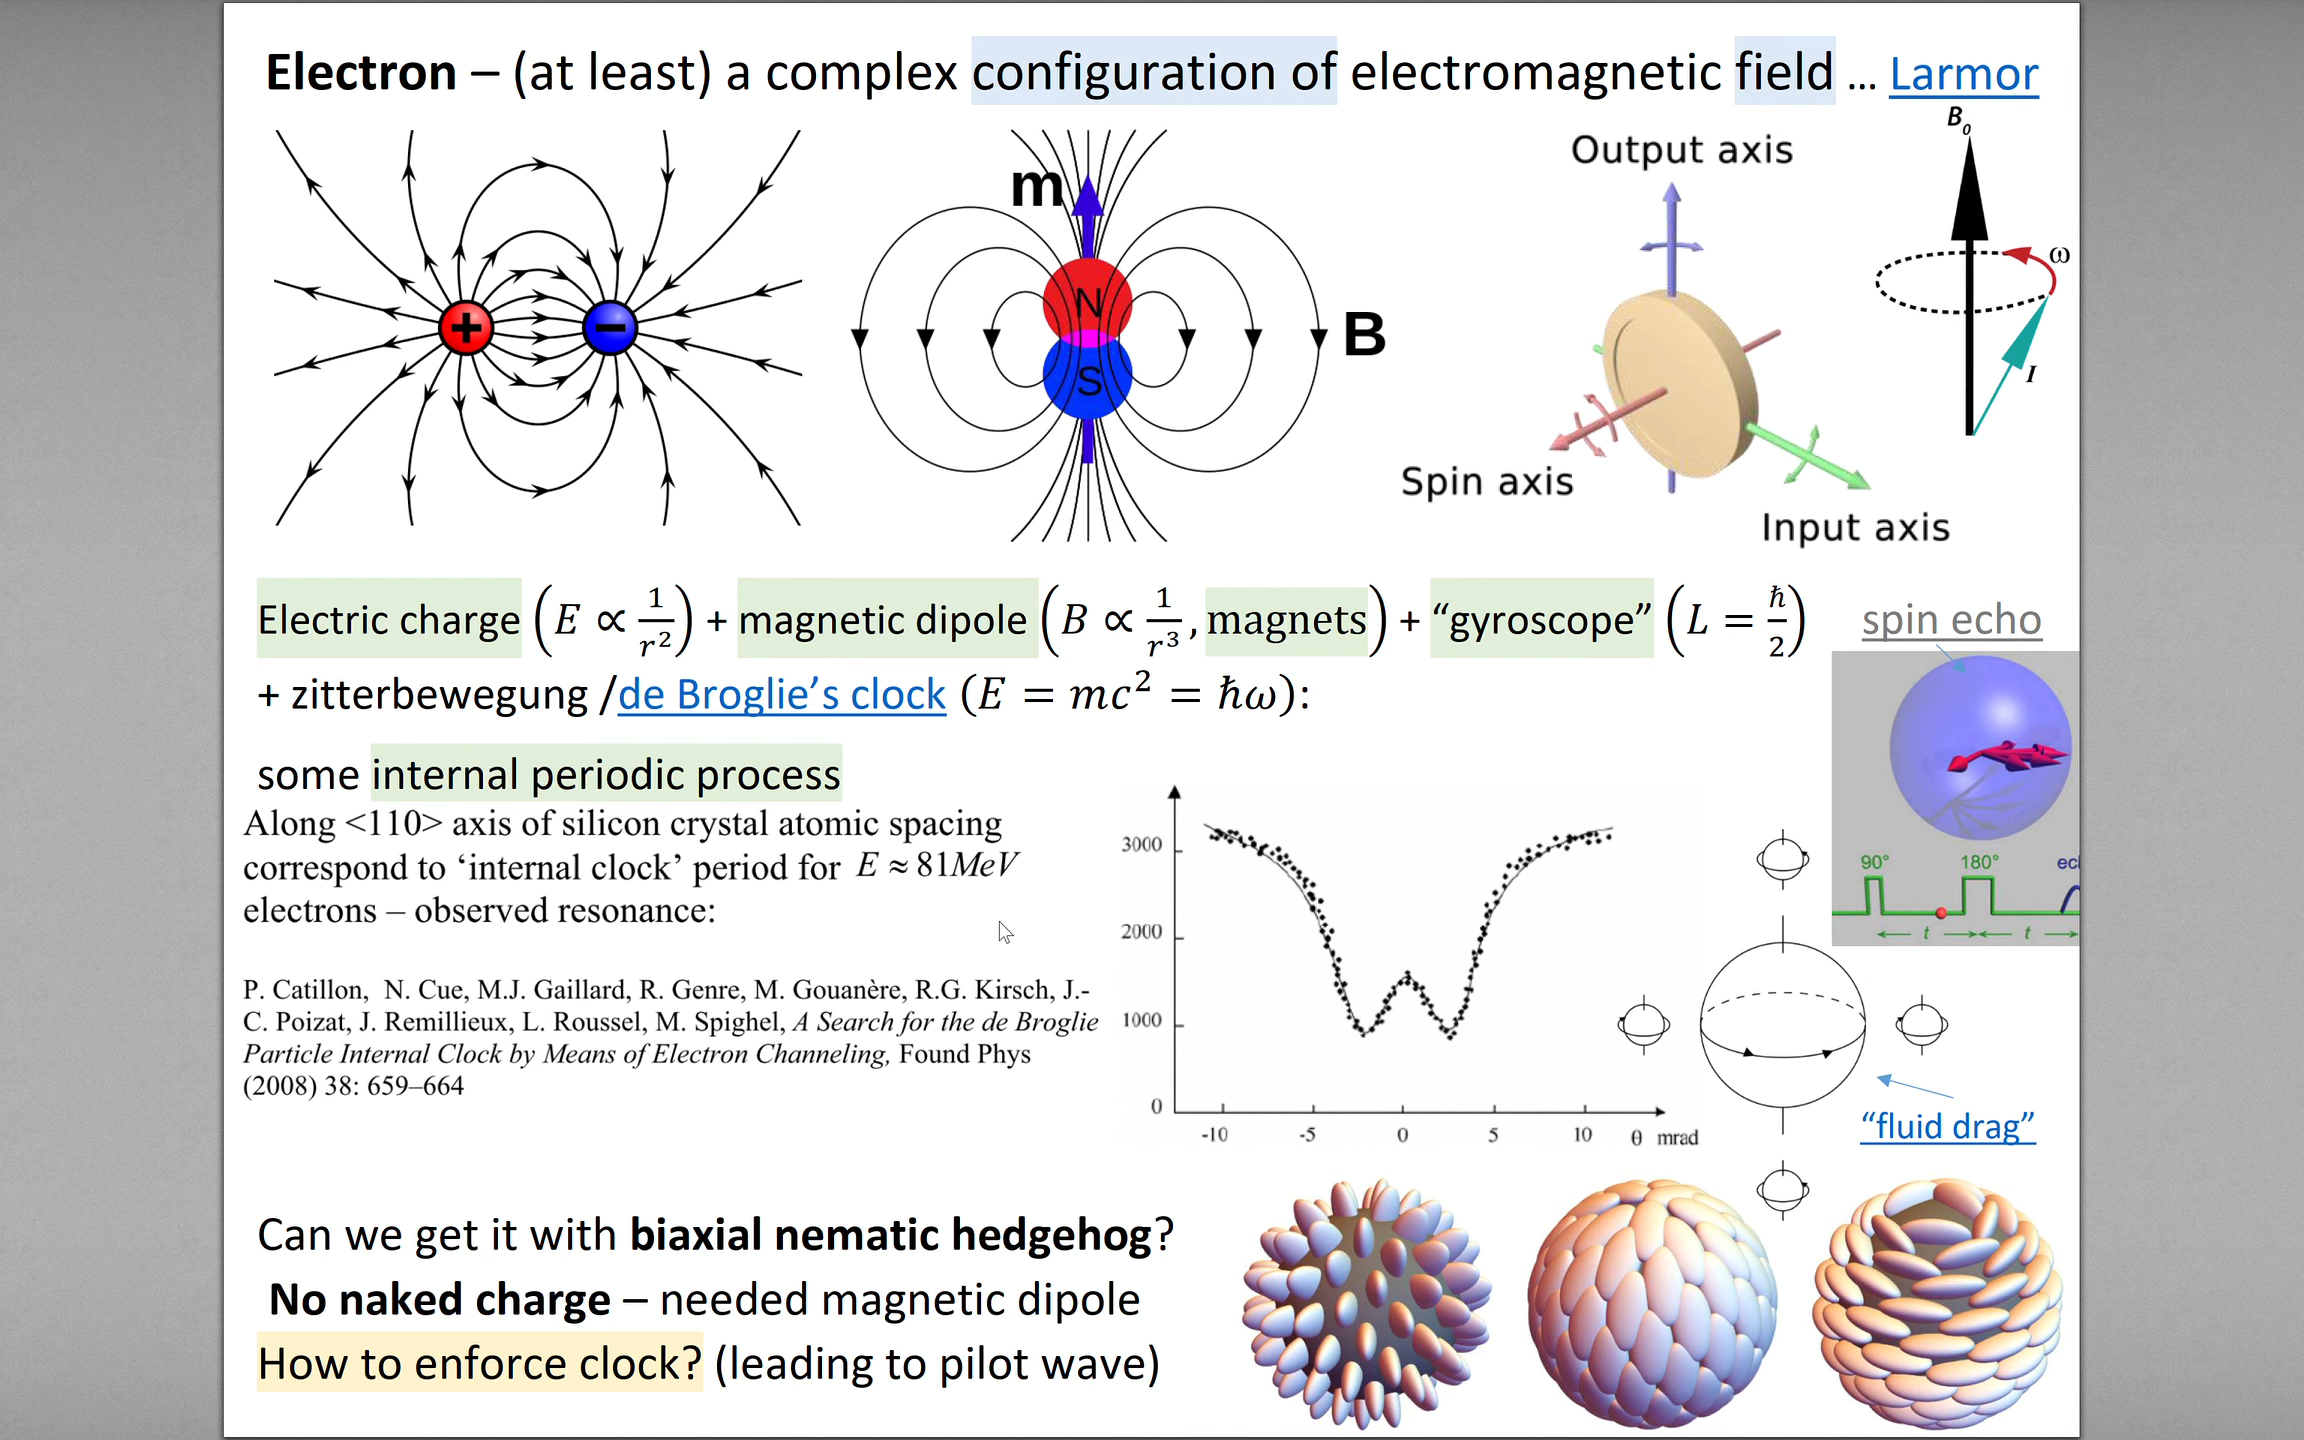 Electron – (at least) a complex configuration of electromagnetic field ... Larmor
+
−
m
N
S
B
Output axis
Spin axis
Input axis
B₀
ω
I
Electric charge (E ∝ 1/r²) + magnetic dipole (B ∝ 1/r³, magnets) + “gyroscope” (L = ħ/2)
spin echo
+ zitterbewegung /de Broglie’s clock (E = mc² = ħω):
some internal periodic process
Along <110> axis of silicon crystal atomic spacing
correspond to ‘internal clock’ period for E ≈ 81MeV
electrons – observed resonance:
P. Catillon, N. Cue, M.J. Gaillard, R. Genre, M. Gouanère, R.G. Kirsch, J.-
C. Poizat, J. Remillieux, L. Roussel, M. Spighel, A Search for the de Broglie
Particle Internal Clock by Means of Electron Channeling, Found Phys
(2008) 38: 659–664
3000
2000
1000
0
-10 -5 0 5 10 θ mrad
90° 180° ec
t t
“fluid drag”
Can we get it with biaxial nematic hedgehog?
No naked charge – needed magnetic dipole
How to enforce clock? (leading to pilot wave)